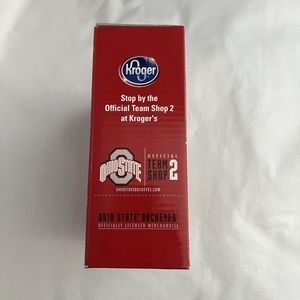 Kroger
Stop by the
Official Team Shop 2
at Kroger's
OHIO STATE
OFFICIAL
TEAM
SHOP 2
OHIOSTATEBUCKEYES.COM
OHIO STATE BUCKEYES
OFFICIALLY LICENSED MERCHANDISE